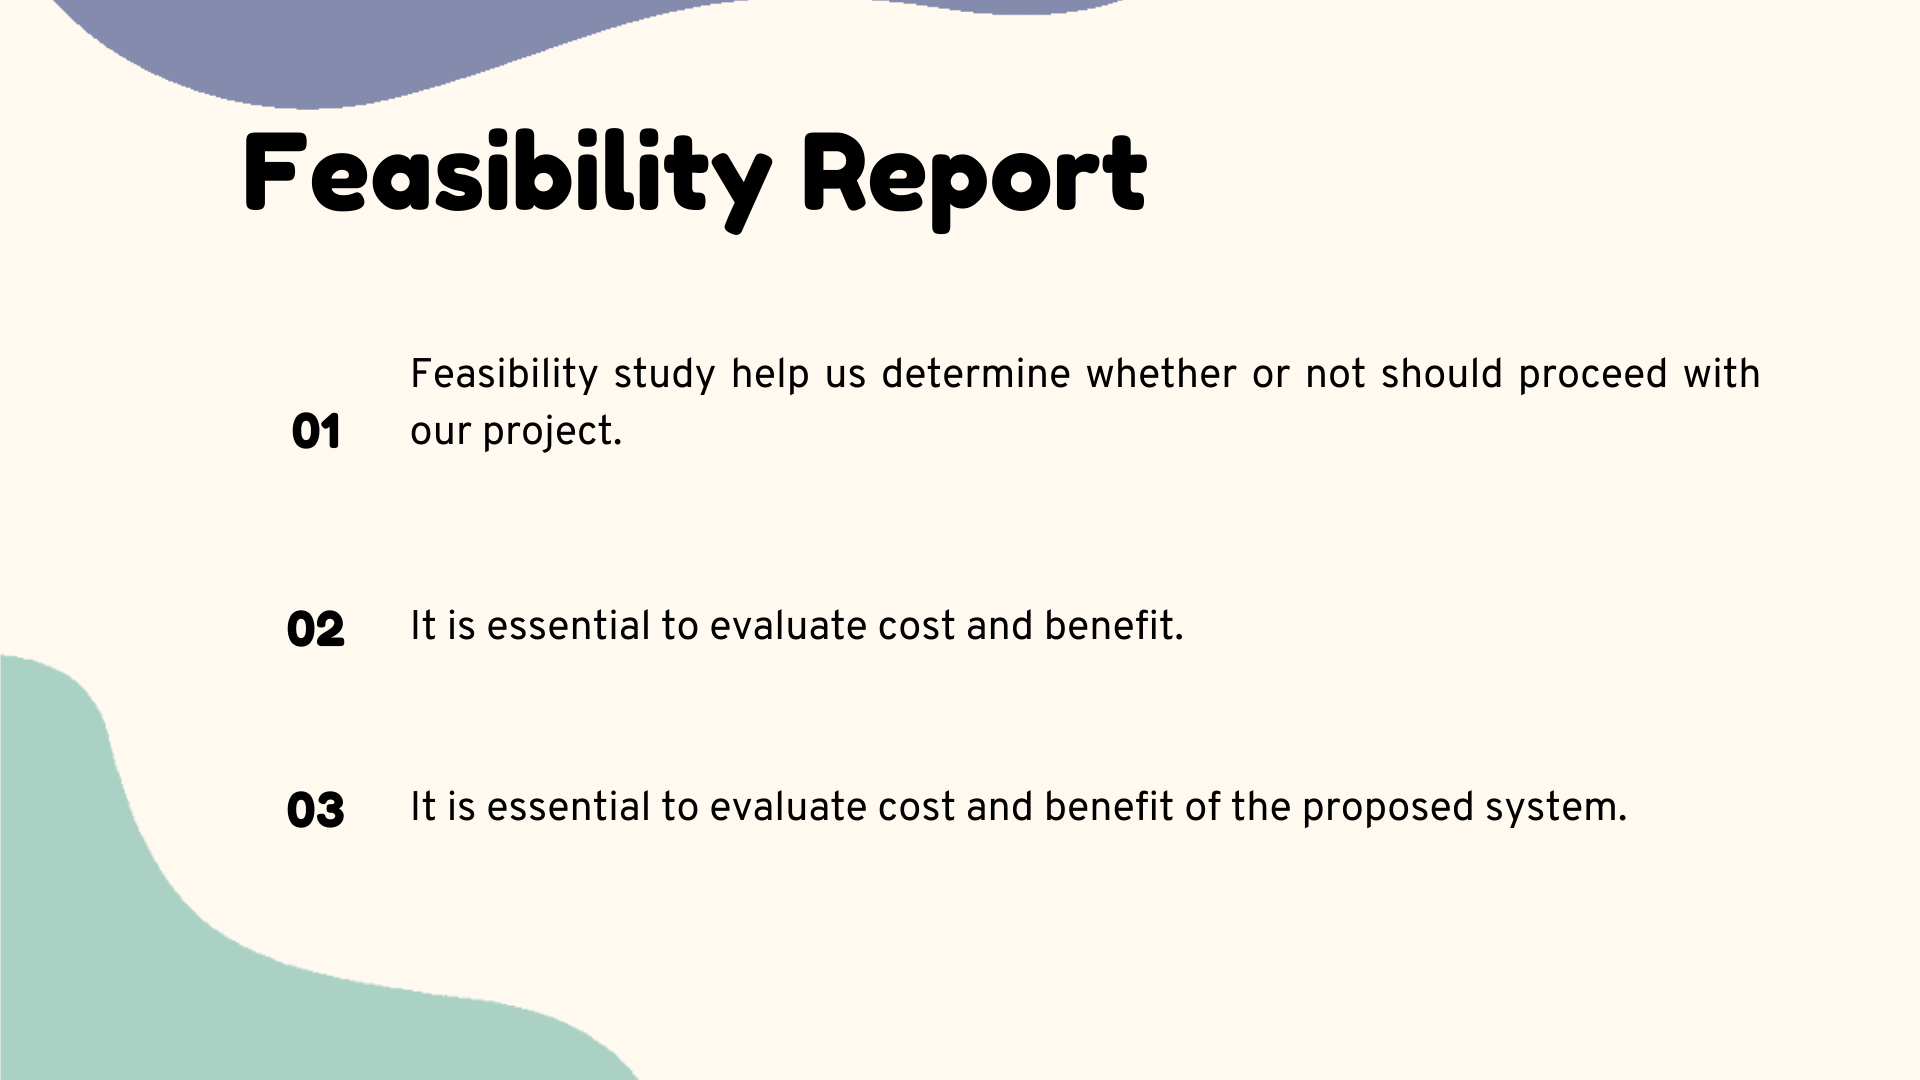 Feasibility Report
Feasibility study help us determine whether or not should proceed with
01 our project.
02 It is essential to evaluate cost and benefit.
03 It is essential to evaluate cost and benefit of the proposed system.